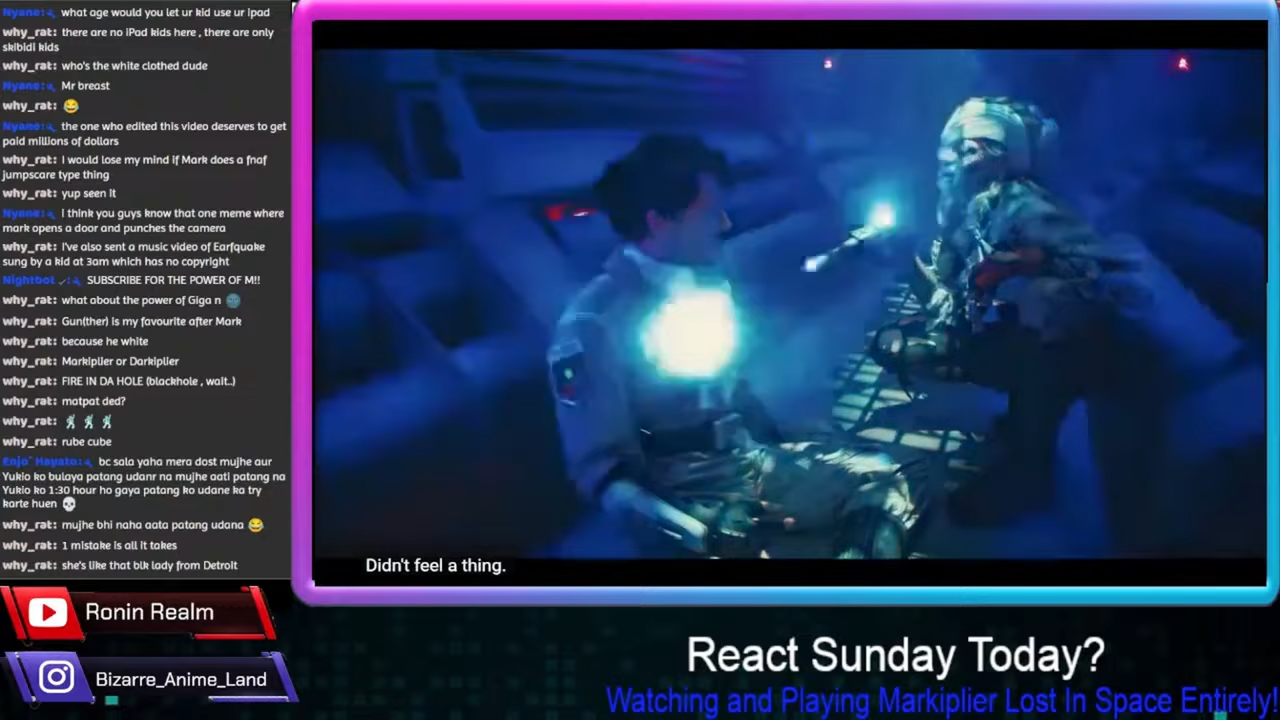 Nyane: what age would you let ur kid use ur ipad
why_rat: there are no iPad kids here , there are only
skibidi kids
why_rat: who's the white clothed dude
Nyane: Mr breast
why_rat: 😂
Nyane: the one who edited this video deserves to get
paid millions of dollars
why_rat: I would lose my mind if Mark does a fnaf
jumpscare type thing
why_rat: yup seen it
Nyane: I think you guys know that one meme where
mark opens a door and punches the camera
why_rat: I've also sent a music video of Earfquake
sung by a kid at 3am which has no copyright
Nightbot: SUBSCRIBE FOR THE POWER OF M!!
why_rat: what about the power of Giga n 🌚
why_rat: Gun(ther) is my favourite after Mark
why_rat: because he white
why_rat: Markiplier or Darkiplier
why_rat: FIRE IN DA HOLE (blackhole , wait..)
why_rat: matpat ded?
why_rat: 🕺 🕺 🕺
why_rat: rube cube
Enjo~Hayato: bc sala yaha mera dost mujhe aur
Yukio ko bulaya patang udanr na mujhe aati patang na
Yukio ko 1:30 hour ho gaya patang ko udane ka try
karte huen 💀
why_rat: mujhe bhi naha aata patang udana 😂
why_rat: 1 mistake is all it takes
why_rat: she's like that blk lady from Detroit
Didn't feel a thing.
Ronin Realm
Bizarre_Anime_Land
React Sunday Today?
Watching and Playing Markiplier Lost In Space Entirely!